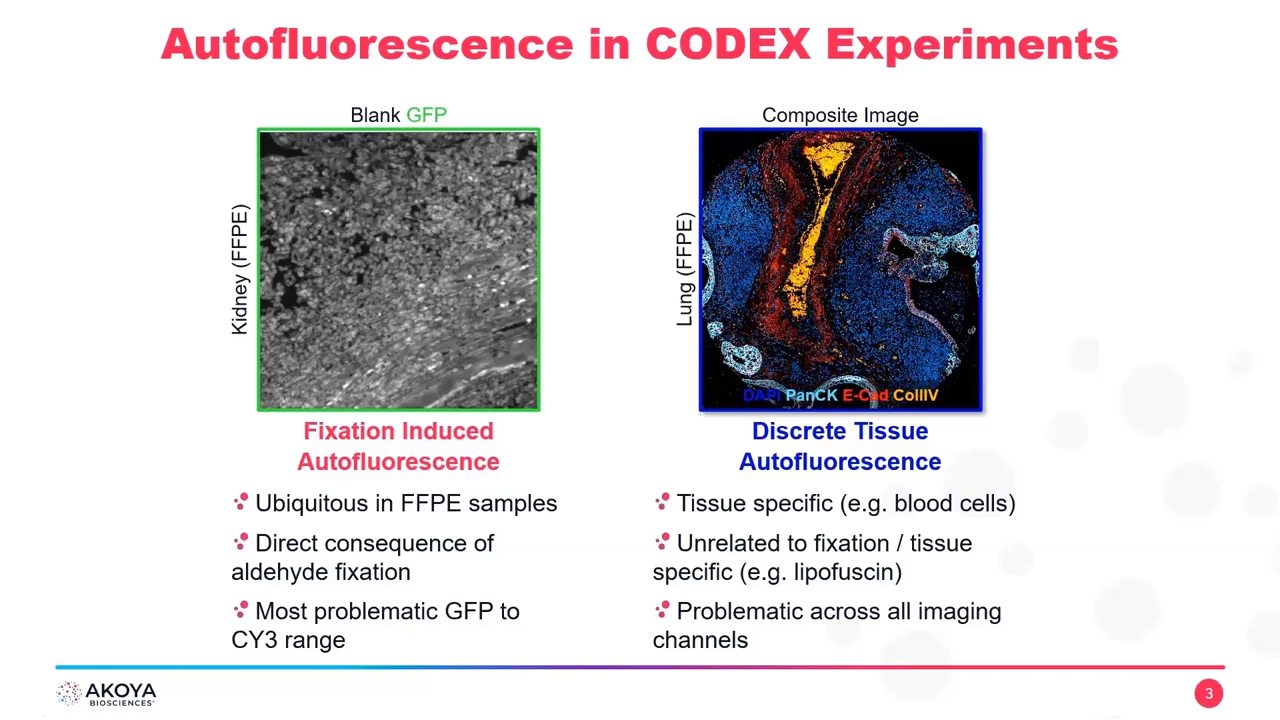 Autofluorescence in CODEX Experiments
Blank GFP
Kidney (FFPE)
Fixation Induced
Autofluorescence
Ubiquitous in FFPE samples
Direct consequence of
aldehyde fixation
Most problematic GFP to
CY3 range
Composite Image
Lung (FFPE)
DAPI PanCK E-Cad ColIIV
Discrete Tissue
Autofluorescence
Tissue specific (e.g. blood cells)
Unrelated to fixation / tissue
specific (e.g. lipofuscin)
Problematic across all imaging
channels
AKOYA
BIOSCIENCES
3